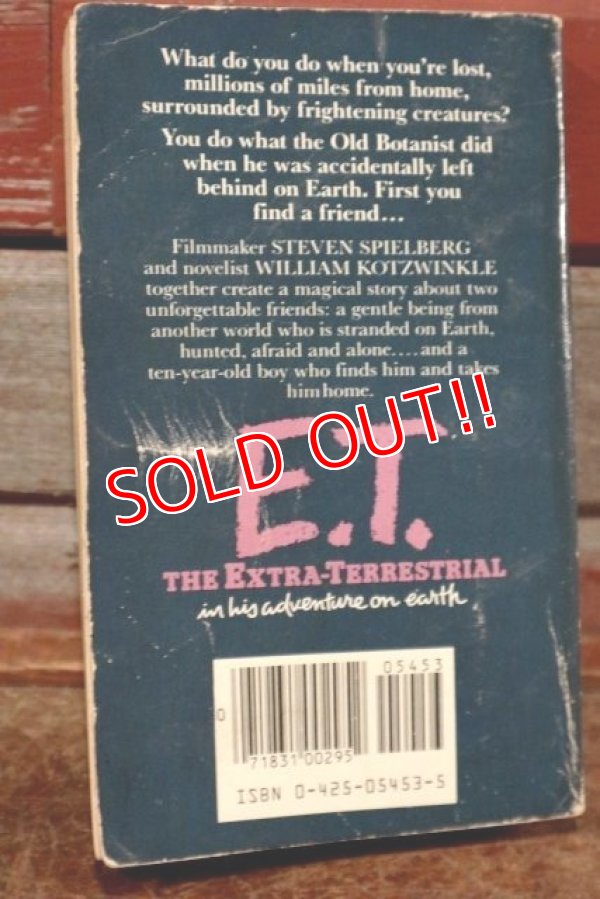 What do you do when you're lost,
millions of miles from home,
surrounded by frightening creatures?
You do what the Old Botanist did
when he was accidentally left
behind on Earth. First you
find a friend...
Filmmaker STEVEN SPIELBERG
and novelist WILLIAM KOTZWINKLE
together create a magical story about two
unforgettable friends: a gentle being from
another world who is stranded on Earth,
hunted, afraid and alone....and a
ten-year-old boy who finds him and takes
him home.
SOLD OUT!!
E.T.
THE EXTRA-TERRESTRIAL
in his adventure on earth
05453
0
71831 00295
ISBN 0-425-05453-5